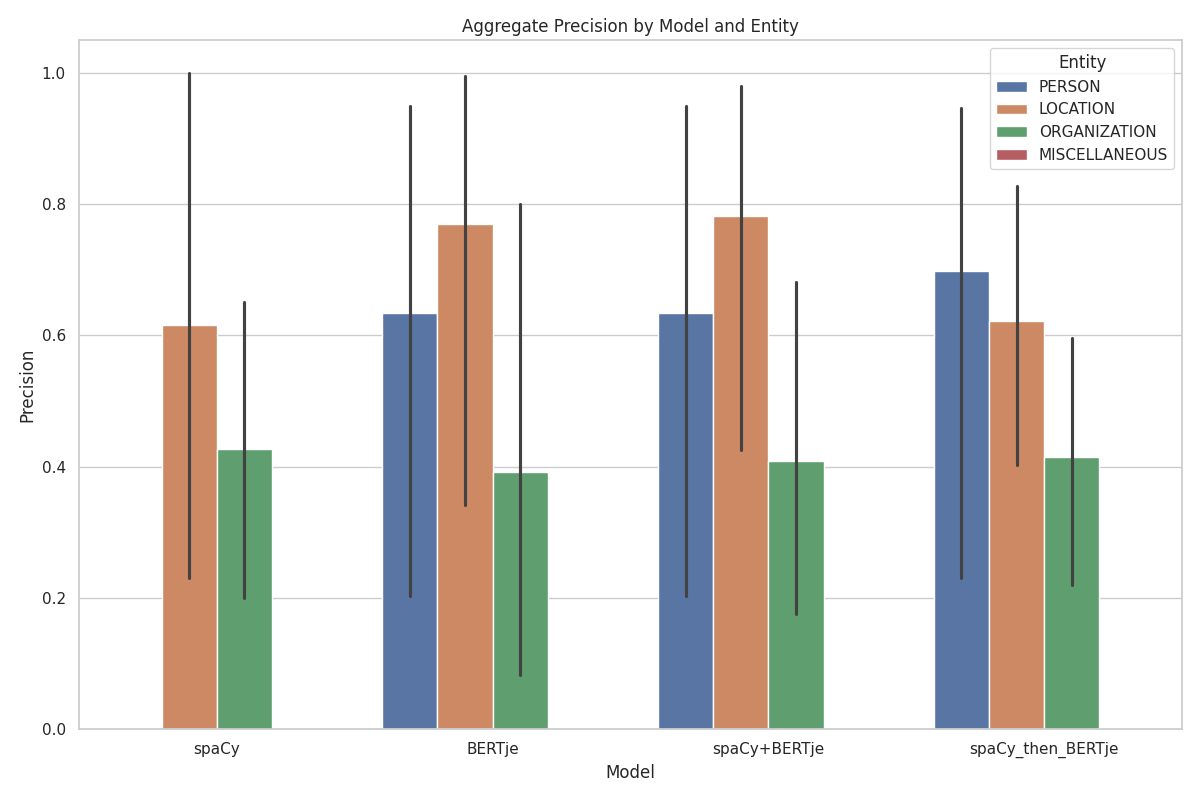 Aggregate Precision by Model and Entity
Entity
PERSON
LOCATION
ORGANIZATION
MISCELLANEOUS
Precision
1.0
0.8
0.6
0.4
0.2
0.0
spaCy
BERTje
spaCy+BERTje
spaCy_then_BERTje
Model